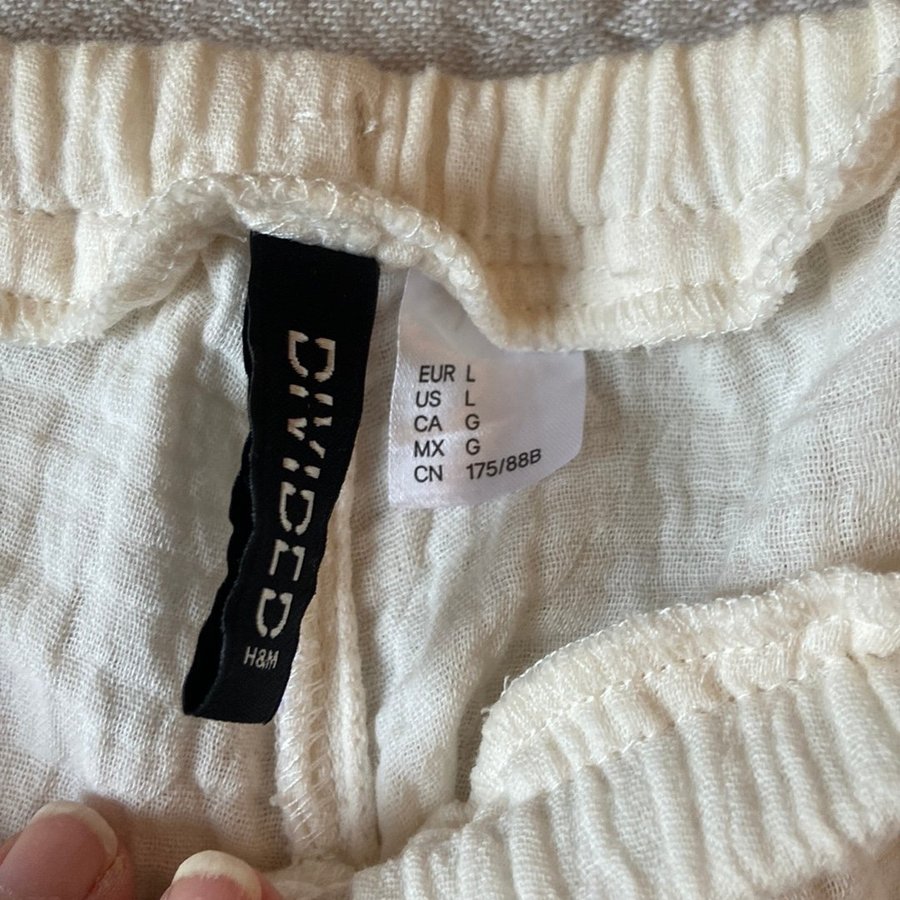 DIVIDED
H&M
EUR L
US L
CA G
MX G
CN 175/88B